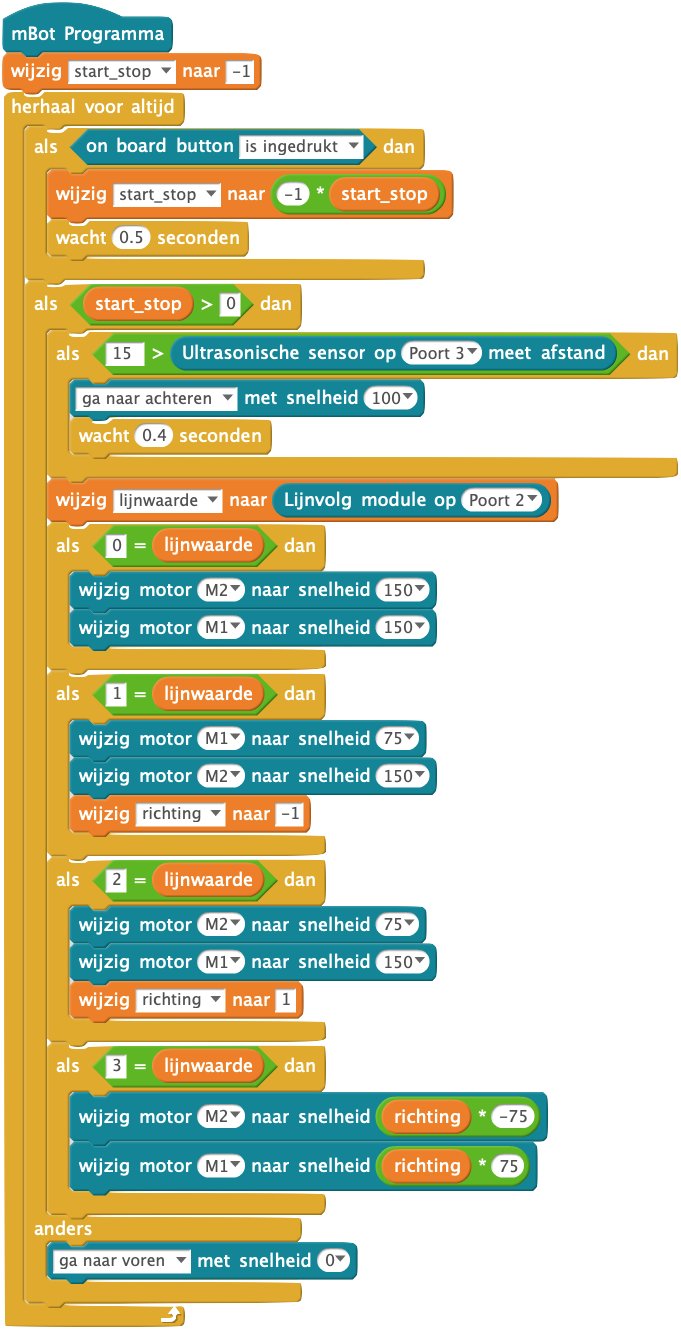 mBot Programma
wijzig start_stop naar -1
herhaal voor altijd
als on board button is ingedrukt dan
wijzig start_stop naar -1 * start_stop
wacht 0.5 seconden
als start_stop > 0 dan
als 15 > Ultrasonische sensor op Poort 3 meet afstand dan
ga naar achteren met snelheid 100
wacht 0.4 seconden
wijzig lijnwaarde naar Lijnvolg module op Poort 2
als 0 = lijnwaarde dan
wijzig motor M2 naar snelheid 150
wijzig motor M1 naar snelheid 150
als 1 = lijnwaarde dan
wijzig motor M1 naar snelheid 75
wijzig motor M2 naar snelheid 150
wijzig richting naar -1
als 2 = lijnwaarde dan
wijzig motor M2 naar snelheid 75
wijzig motor M1 naar snelheid 150
wijzig richting naar 1
als 3 = lijnwaarde dan
wijzig motor M2 naar snelheid richting * -75
wijzig motor M1 naar snelheid richting * 75
anders
ga naar voren met snelheid 0